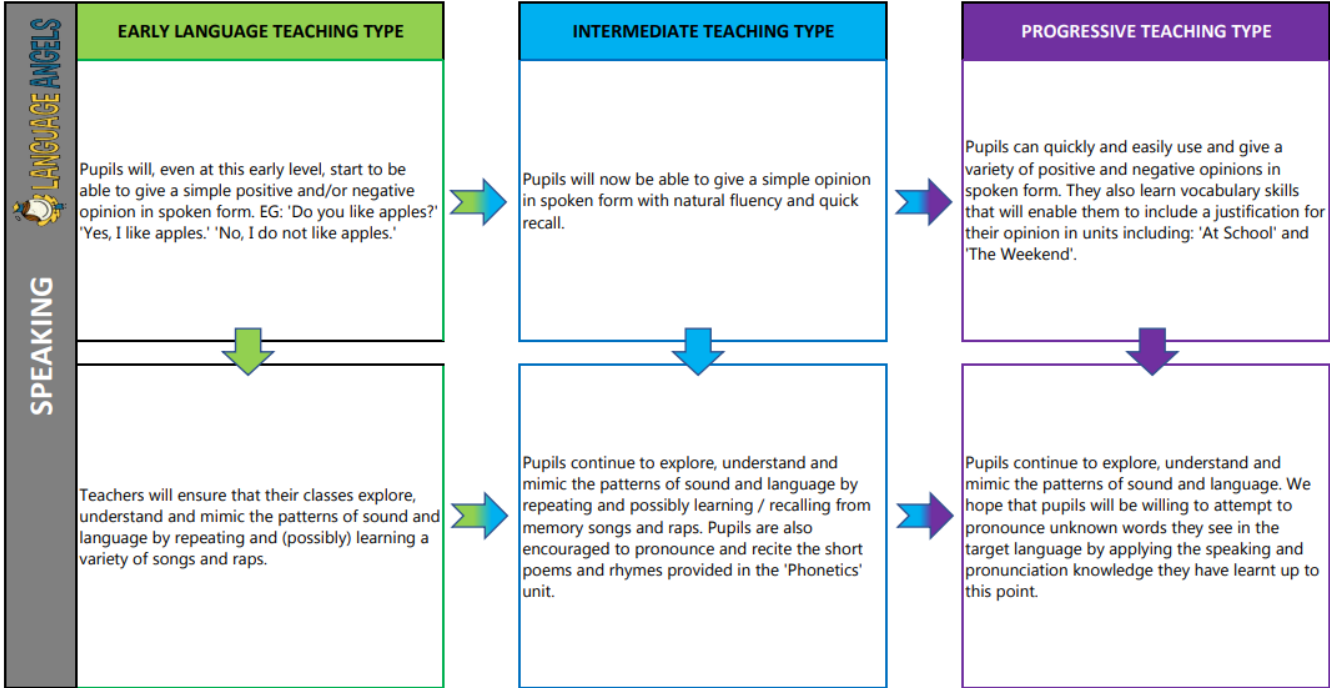 LANGUAGE ANGELS
SPEAKING
EARLY LANGUAGE TEACHING TYPE
INTERMEDIATE TEACHING TYPE
PROGRESSIVE TEACHING TYPE
Pupils will, even at this early level, start to be
able to give a simple positive and/or negative
opinion in spoken form. EG: 'Do you like apples?'
'Yes, I like apples.' 'No, I do not like apples.'
Pupils will now be able to give a simple opinion
in spoken form with natural fluency and quick
recall.
Pupils can quickly and easily use and give a
variety of positive and negative opinions in
spoken form. They also learn vocabulary skills
that will enable them to include a justification for
their opinion in units including: 'At School' and
'The Weekend'.
Teachers will ensure that their classes explore,
understand and mimic the patterns of sound and
language by repeating and (possibly) learning a
variety of songs and raps.
Pupils continue to explore, understand and
mimic the patterns of sound and language by
repeating and possibly learning / recalling from
memory songs and raps. Pupils are also
encouraged to pronounce and recite the short
poems and rhymes provided in the 'Phonetics'
unit.
Pupils continue to explore, understand and
mimic the patterns of sound and language. We
hope that pupils will be willing to attempt to
pronounce unknown words they see in the
target language by applying the speaking and
pronunciation knowledge they have learnt up to
this point.